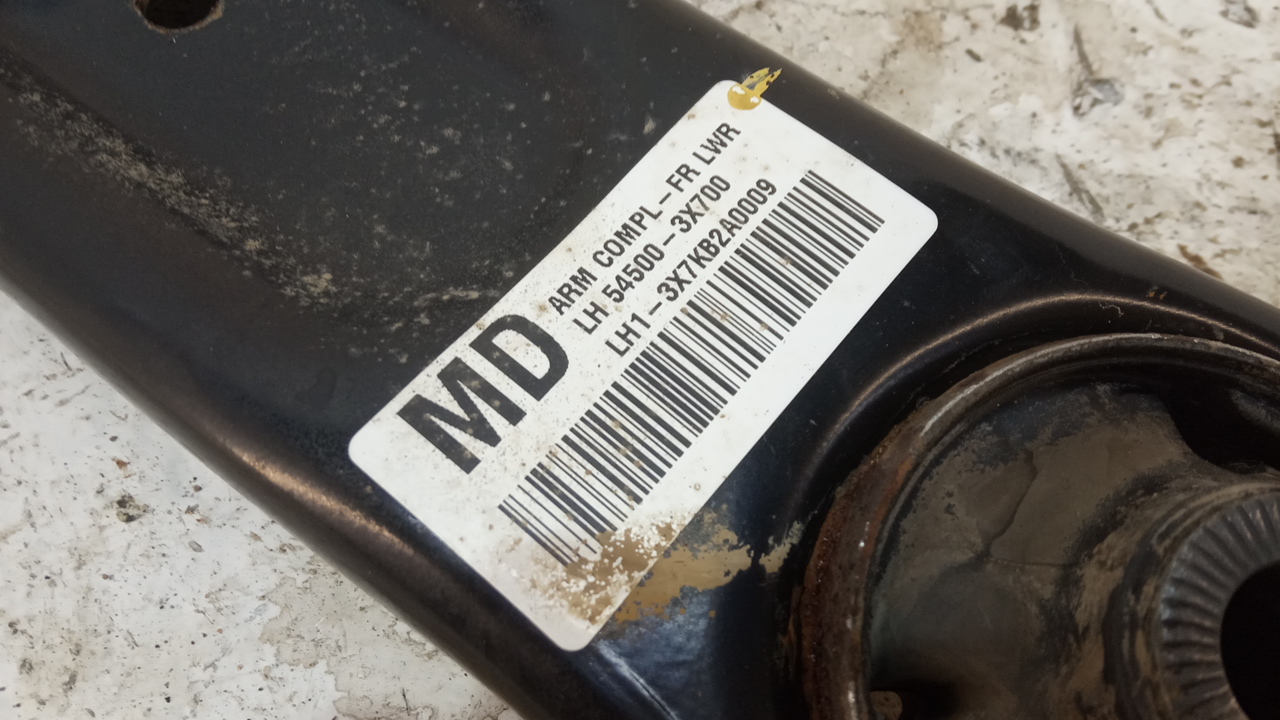 MD
ARM COMPL-FR LWR
LH 54500-3X700
LH1-3X7KB2A0009